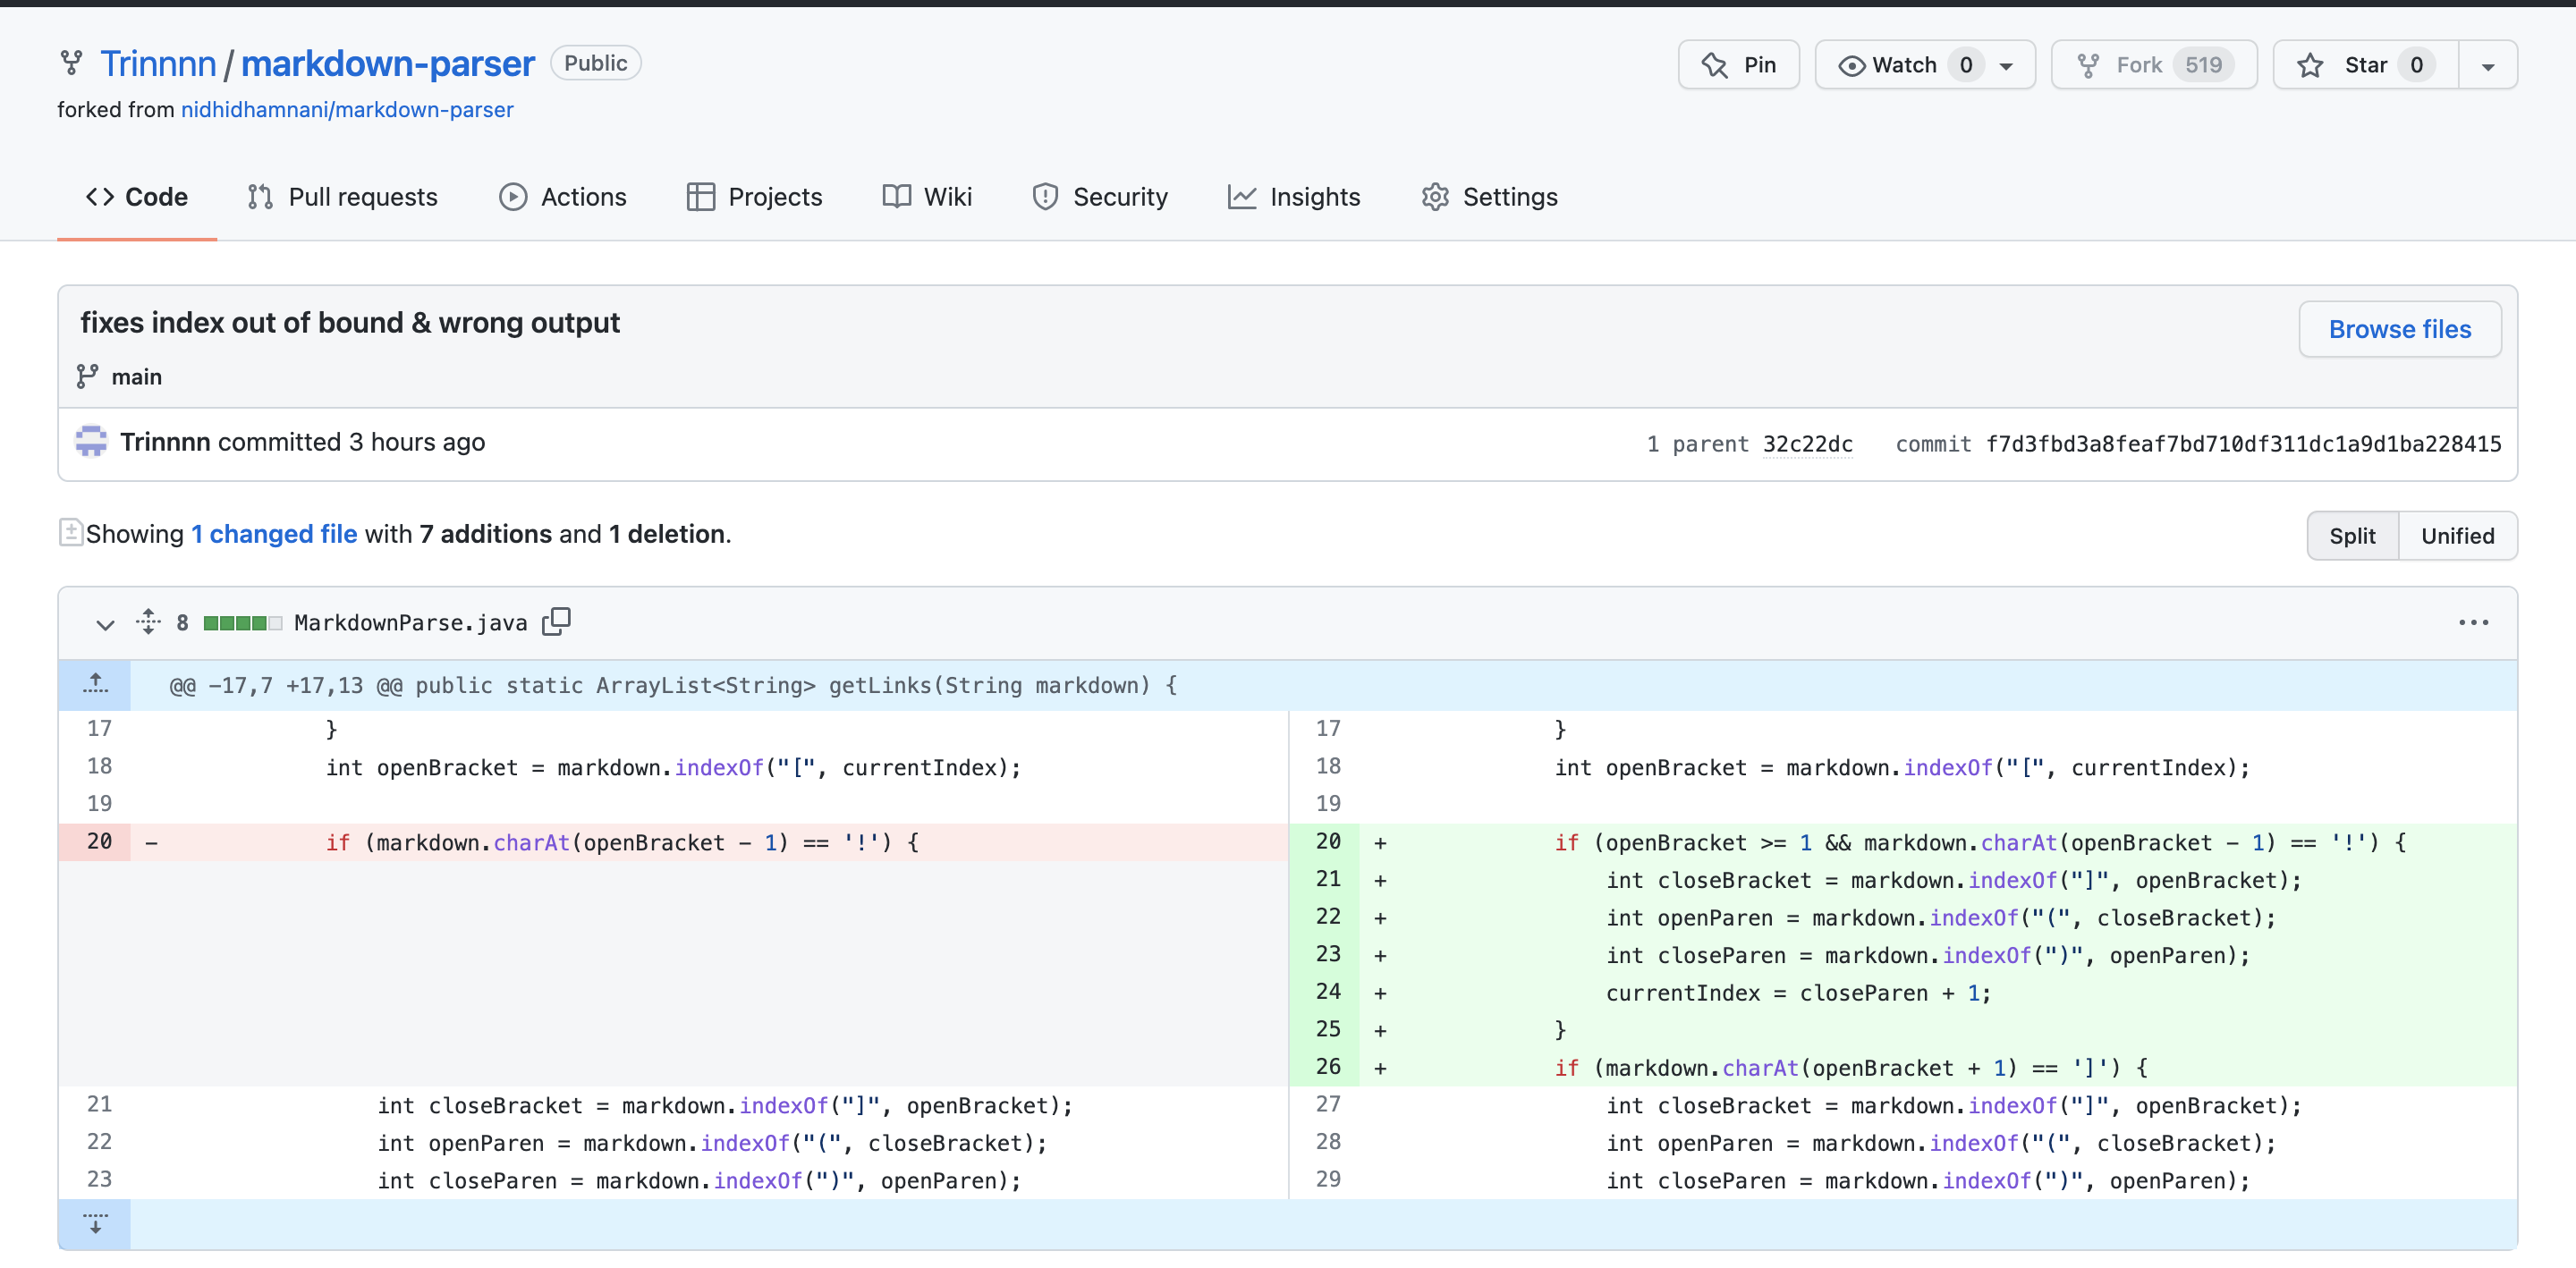 Trinnnn / markdown-parser Public
Pin Watch 0 Fork 519 Star 0
forked from nidhidhamnani/markdown-parser
Code Pull requests Actions Projects Wiki Security Insights Settings
fixes index out of bound & wrong output
Browse files
main
Trinnnn committed 3 hours ago
1 parent 32c22dc commit f7d3fbd3a8feaf7bd710df311dc1a9d1ba228415
Showing 1 changed file with 7 additions and 1 deletion.
Split Unified
8 MarkdownParse.java
@@ -17,7 +17,13 @@ public static ArrayList<String> getLinks(String markdown) {
17 }
18 int openBracket = markdown.indexOf("[", currentIndex);
19
20 - if (markdown.charAt(openBracket - 1) == '!') {
21 int closeBracket = markdown.indexOf("]", openBracket);
22 int openParen = markdown.indexOf("(", closeBracket);
23 int closeParen = markdown.indexOf(")", openParen);
17 }
18 int openBracket = markdown.indexOf("[", currentIndex);
19
20 + if (openBracket >= 1 && markdown.charAt(openBracket - 1) == '!') {
21 + int closeBracket = markdown.indexOf("]", openBracket);
22 + int openParen = markdown.indexOf("(", closeBracket);
23 + int closeParen = markdown.indexOf(")", openParen);
24 + currentIndex = closeParen + 1;
25 + }
26 + if (markdown.charAt(openBracket + 1) == ']') {
27 int closeBracket = markdown.indexOf("]", openBracket);
28 int openParen = markdown.indexOf("(", closeBracket);
29 int closeParen = markdown.indexOf(")", openParen);